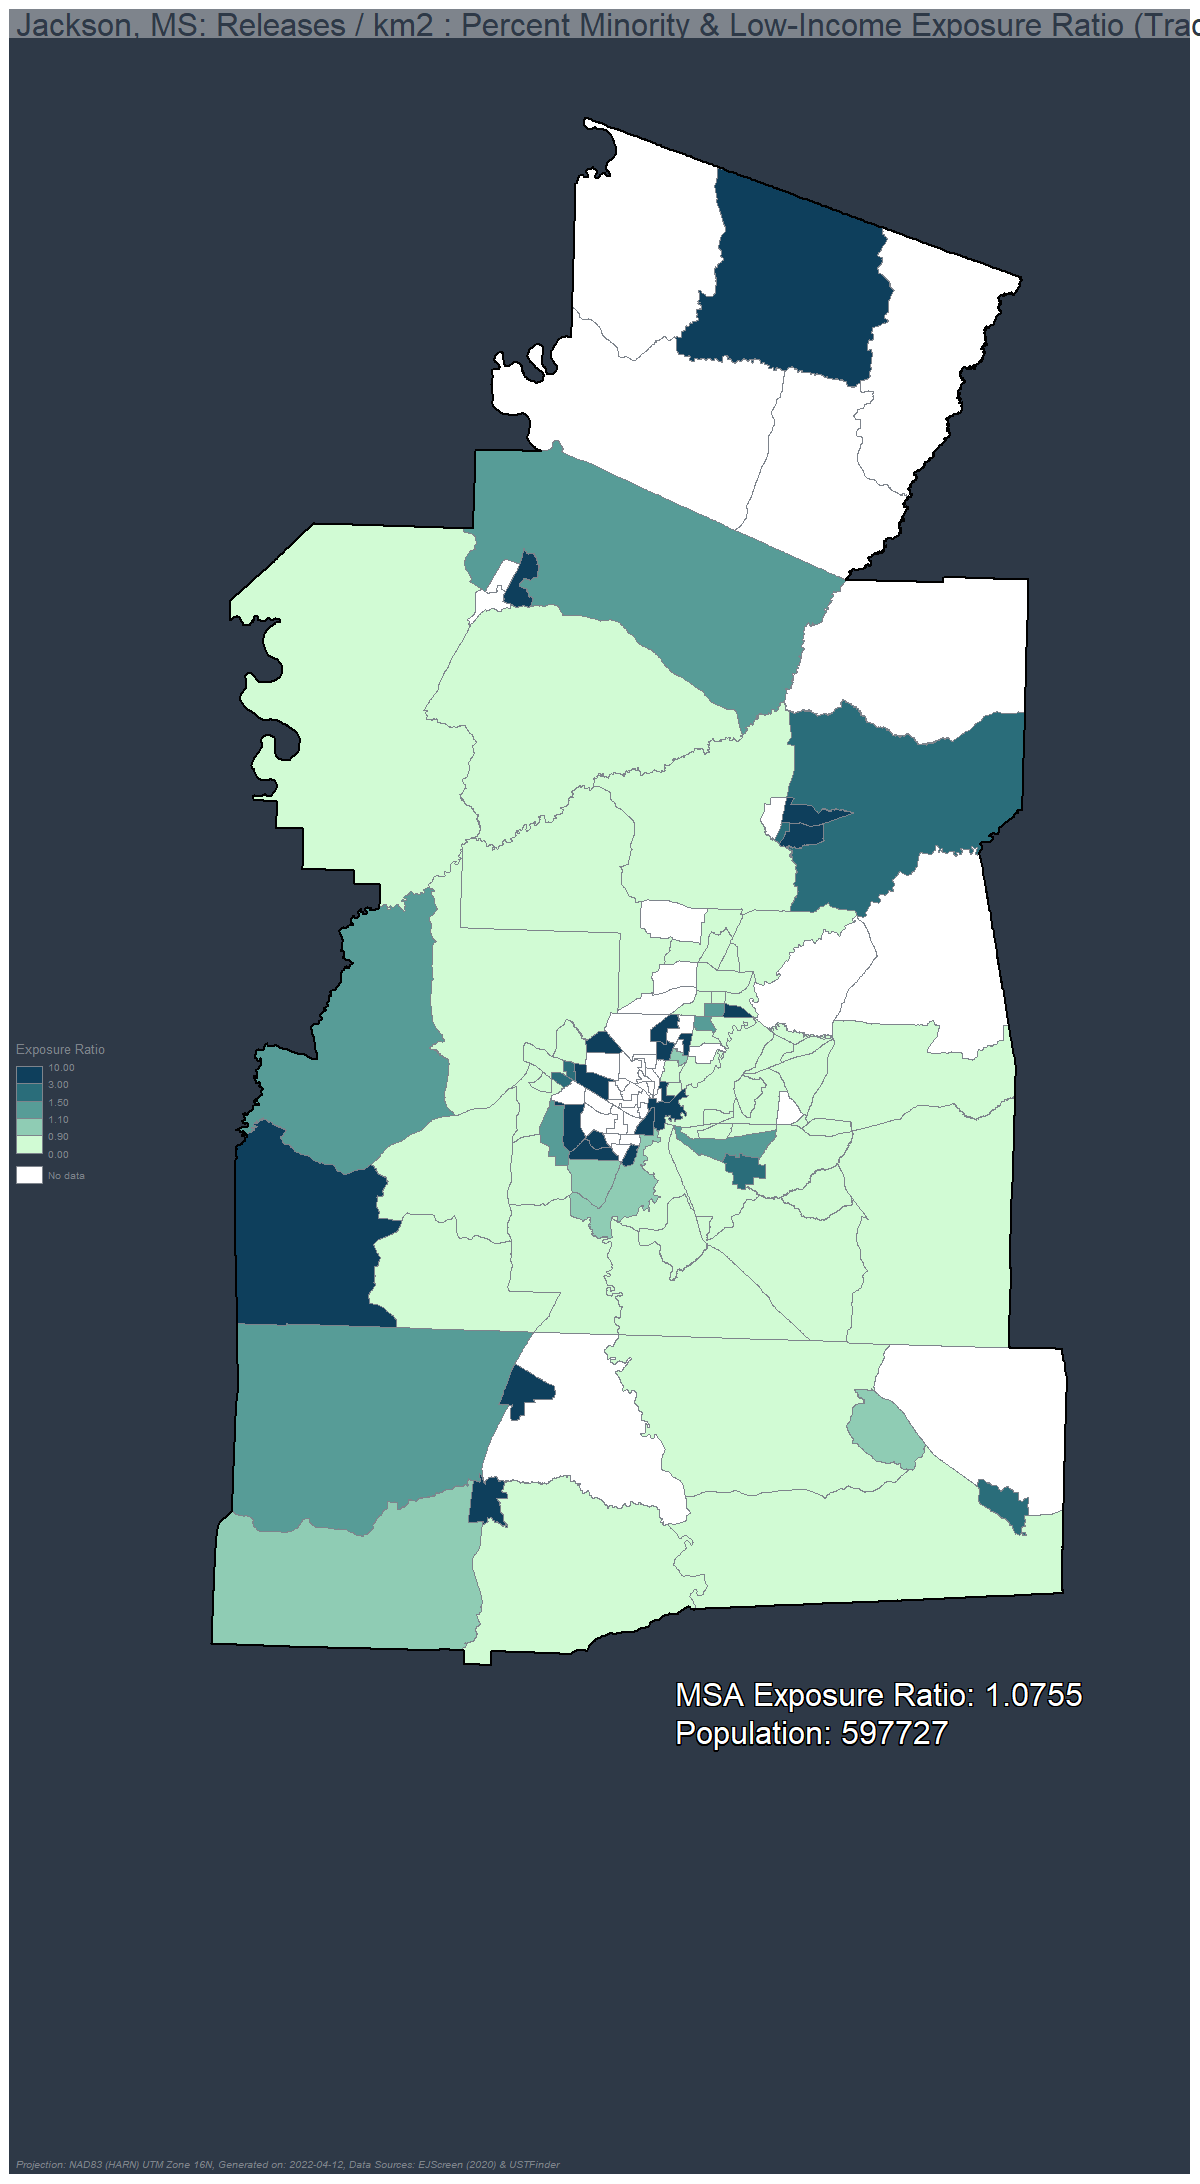 Jackson, MS: Releases / km2 : Percent Minority & Low-Income Exposure Ratio (Trac
Exposure Ratio
10.00
3.00
1.50
1.10
0.90
0.00
No data
MSA Exposure Ratio: 1.0755
Population: 597727
Projection: NAD83 (HARN) UTM Zone 16N, Generated on: 2022-04-12, Data Sources: EJScreen (2020) & USTFinder